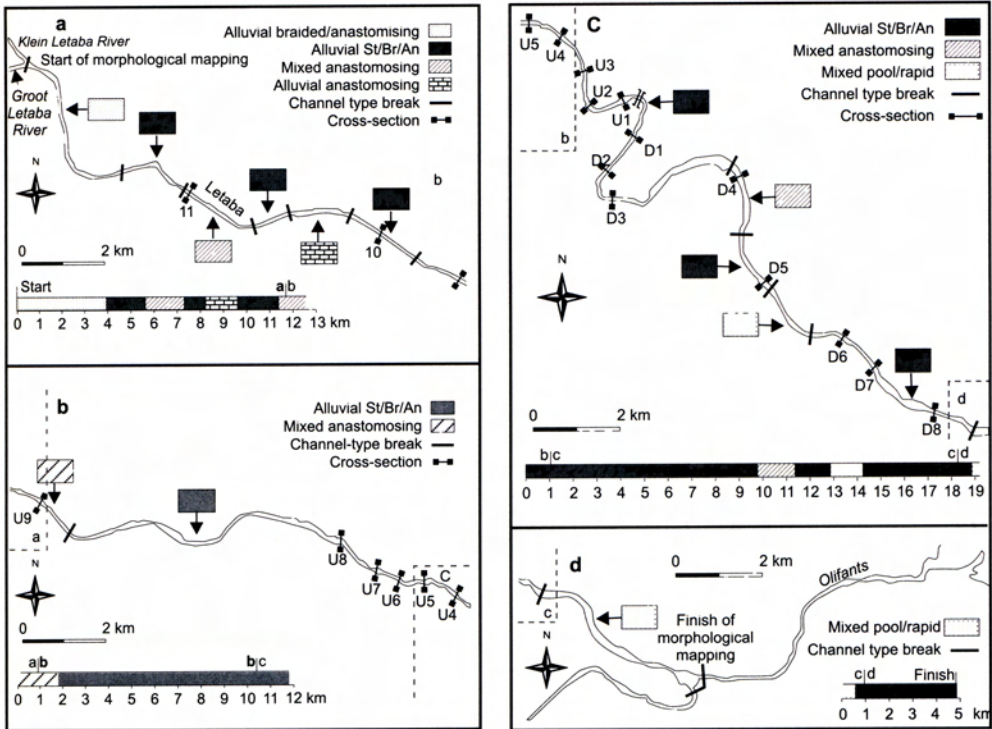 a
Klein Letaba River
Start of morphological mapping
Groot
Letaba
River
Alluvial braided/anastomising
Alluvial St/Br/An
Mixed anastomosing
Alluvial anastomosing
Channel type break
Cross-section
N
11
Letaba
10
b
0 2 km
Start
a b
0 1 2 3 4 5 6 7 8 9 10 11 12 13 km
b
Alluvial St/Br/An
Mixed anastomosing
Channel-type break
Cross-section
U9
a
N
U8
U7
U6
U5
C
U4
0 2 km
a b
b c
0 1 2 3 4 5 6 7 8 9 10 11 12 km
C
U5
U4
U3
U2
U1
b
D1
D2
D3
D4
Alluvial St/Br/An
Mixed anastomosing
Mixed pool/rapid
Channel type break
Cross-section
N
D5
D6
D7
D8
d
0 2 km
b c
c d
0 1 2 3 4 5 6 7 8 9 10 11 12 13 14 15 16 17 18 19
d
0 2 km
Olifants
c
N
Finish of
morphological
mapping
Mixed pool/rapid
Channel type break
c d Finish
0 1 2 3 4 5 km